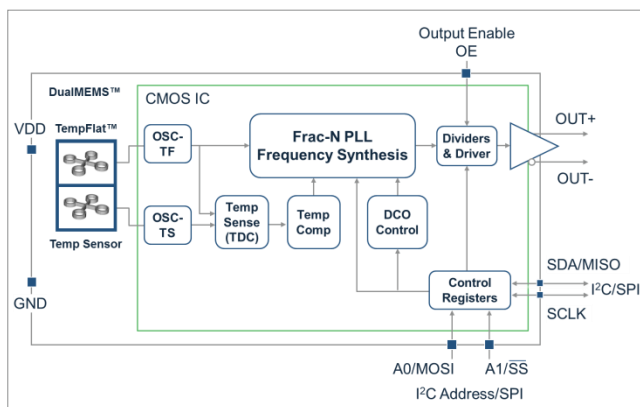 Output Enable
OE
DualMEMS™
CMOS IC
VDD
TempFlat™
OSC-
TF
Frac-N PLL
Frequency Synthesis
Dividers
& Driver
OUT+
OUT-
OSC-
TS
Temp
Sense
(TDC)
Temp
Comp
DCO
Control
Temp Sensor
GND
Control
Registers
SDA/MISO
I²C/SPI
SCLK
A0/MOSI
A1/S̅S̅
I²C Address/SPI